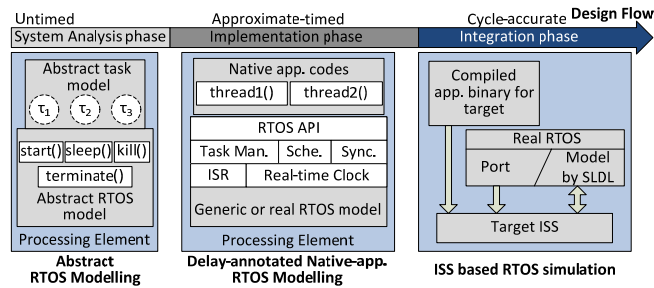 Untimed
Approximate-timed
Cycle-accurate
Design Flow
System Analysis phase
Implementation phase
Integration phase
Abstract task
model
τ1
τ2
τ3
start()
sleep()
kill()
terminate()
Abstract RTOS
model
Processing Element
Abstract
RTOS Modelling
Native app. codes
thread1()
thread2()
RTOS API
Task Man.
Sche.
Sync.
ISR
Real-time Clock
Generic or real RTOS model
Processing Element
Delay-annotated Native-app.
RTOS Modelling
Compiled
app. binary for
target
Real RTOS
Port
Model
by SLDL
Target ISS
ISS based RTOS simulation